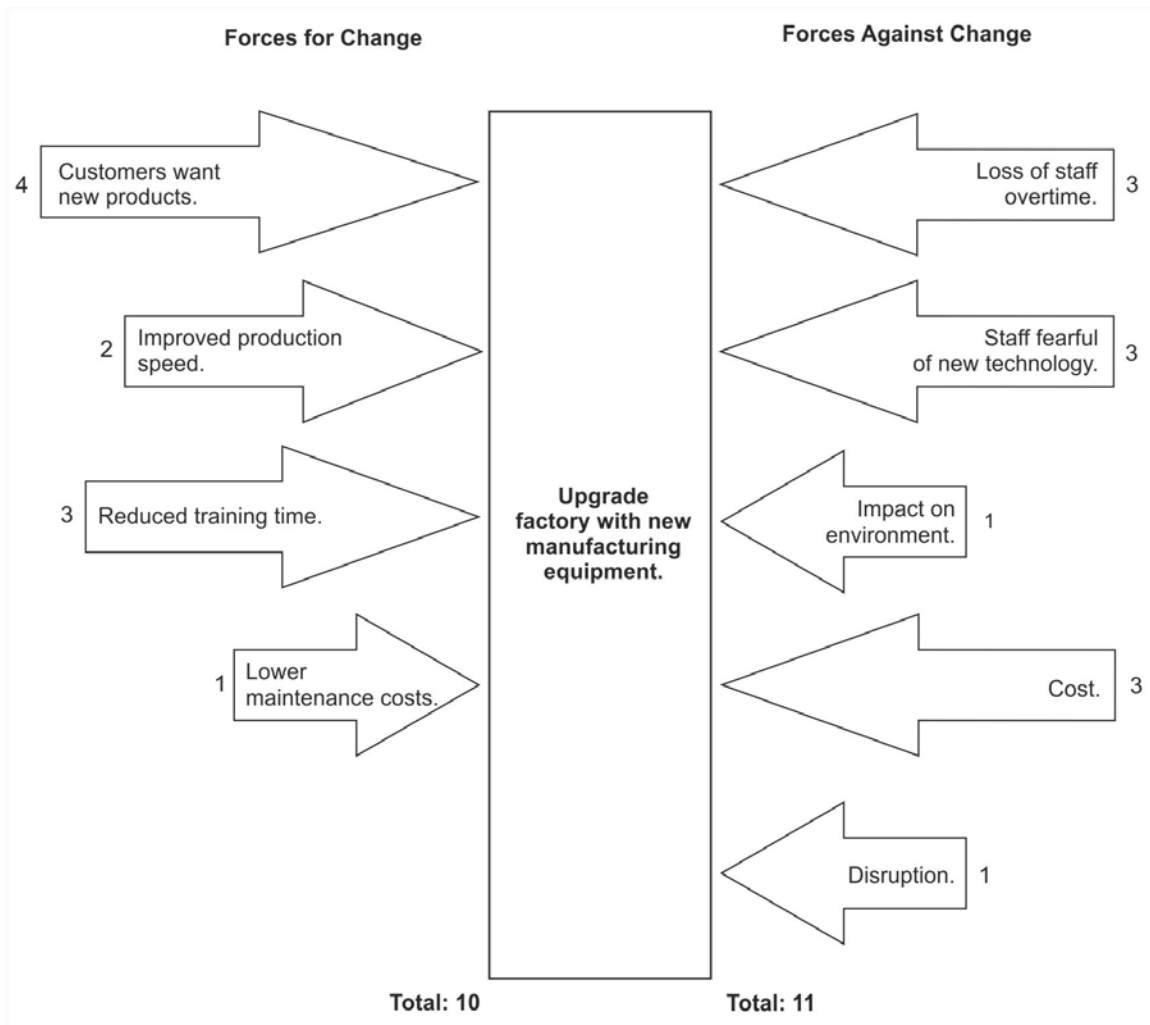 Forces for Change
Forces Against Change
4
Customers want
new products.
Loss of staff
overtime.
3
2
Improved production
speed.
Staff fearful
of new technology.
3
3
Reduced training time.
Upgrade
factory with new
manufacturing
equipment.
Impact on
environment.
1
1
Lower
maintenance costs.
Cost.
3
Disruption.
1
Total: 10
Total: 11